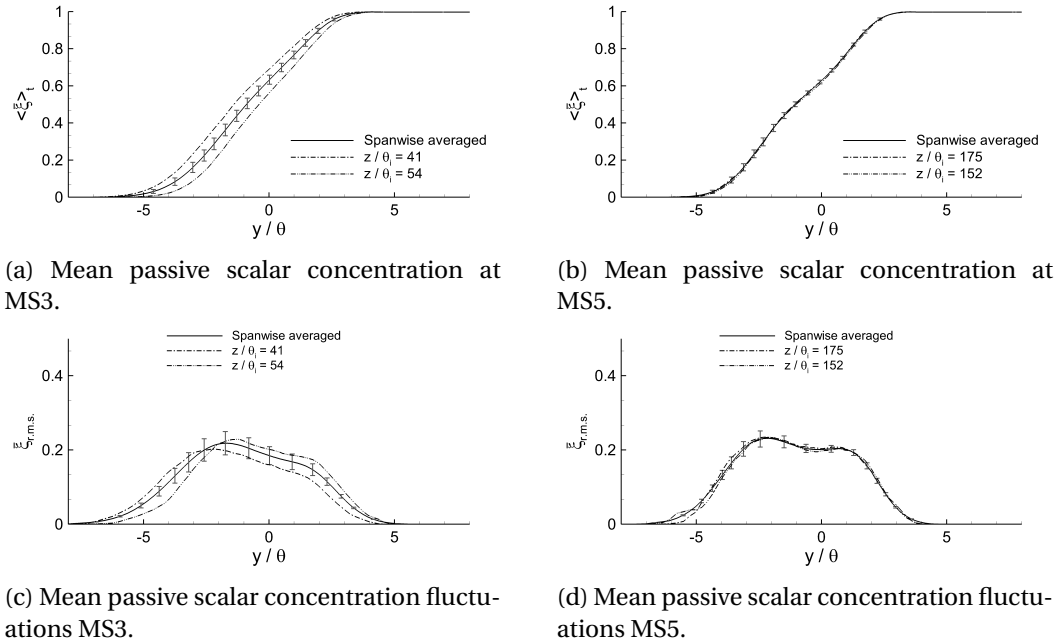 1
0.8
0.6
0.4
0.2
0
<ξ>t
-5
0
5
y / θ
Spanwise averaged
z / θi = 41
z / θi = 54
(a) Mean passive scalar concentration at
MS3.
1
0.8
0.6
0.4
0.2
0
<ξ>t
-5
0
5
y / θ
Spanwise averaged
z / θi = 175
z / θi = 152
(b) Mean passive scalar concentration at
MS5.
Spanwise averaged
z / θi = 41
z / θi = 54
0.4
0.2
0
ξr.m.s.
-5
0
5
y / θ
(c) Mean passive scalar concentration fluctu-
ations MS3.
Spanwise averaged
z / θi = 175
z / θi = 152
0.4
0.2
0
ξr.m.s.
-5
0
5
y / θ
(d) Mean passive scalar concentration fluctu-
ations MS5.